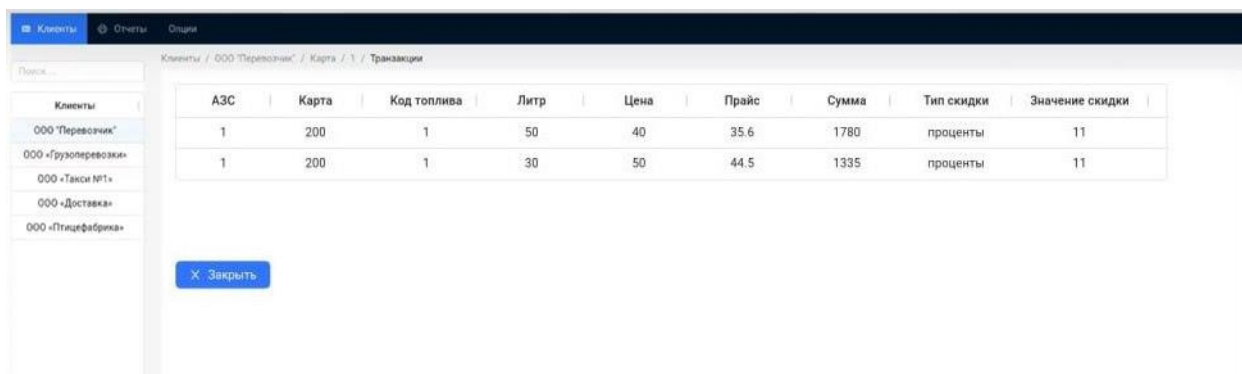 Клиенты Отчеты Опции
Клиенты / ООО "Перевозчик" / Карта / 1 / Транзакции
Поиск ...
Клиенты
ООО "Перевозчик"
ООО «Грузоперевозки»
ООО «Такси №1»
ООО «Доставка»
ООО «Птицефабрика»
АЗС Карта Код топлива Литр Цена Прайс Сумма Тип скидки Значение скидки
1 200 1 50 40 35.6 1780 проценты 11
1 200 1 30 50 44.5 1335 проценты 11
Закрыть